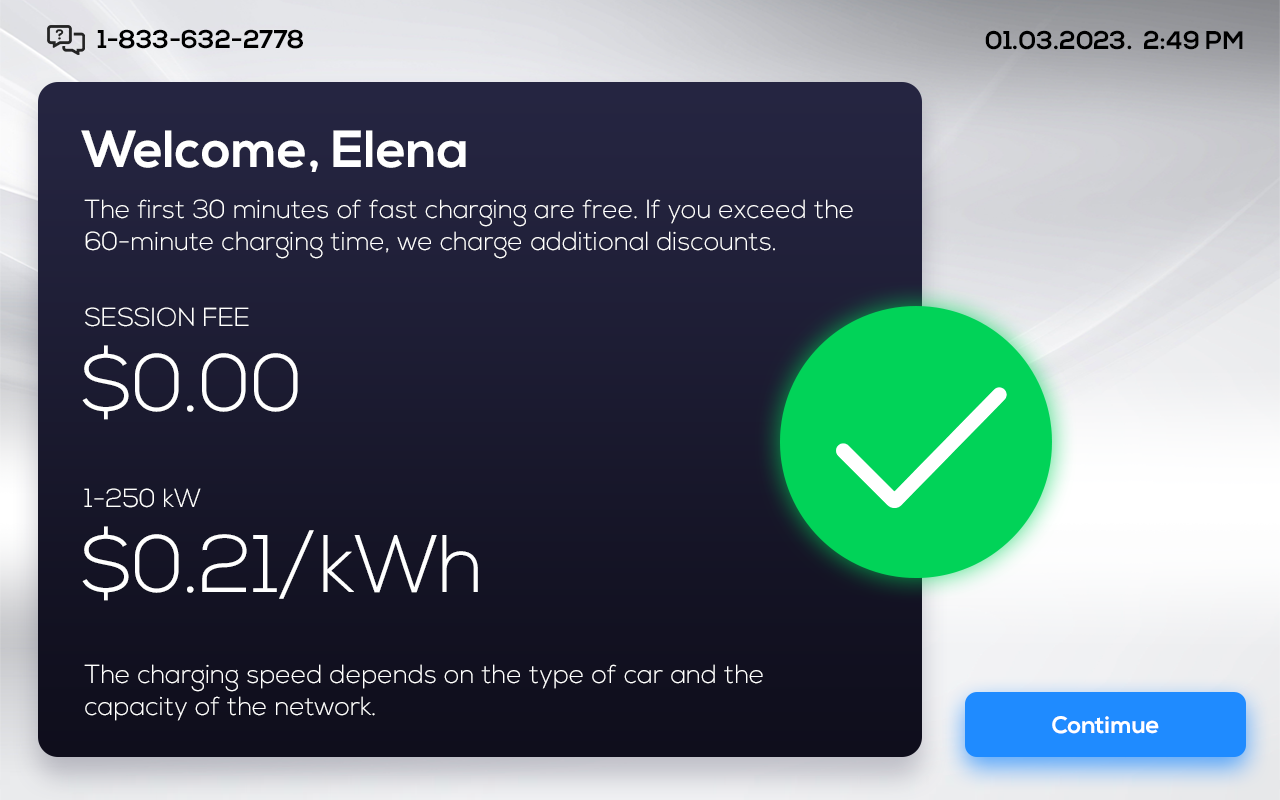 1-833-632-2778
01.03.2023. 2:49 PM
Welcome, Elena
The first 30 minutes of fast charging are free. If you exceed the
60-minute charging time, we charge additional discounts.
SESSION FEE
$0.00
1-250 kW
$0.21/kWh
The charging speed depends on the type of car and the
capacity of the network.
Contimue